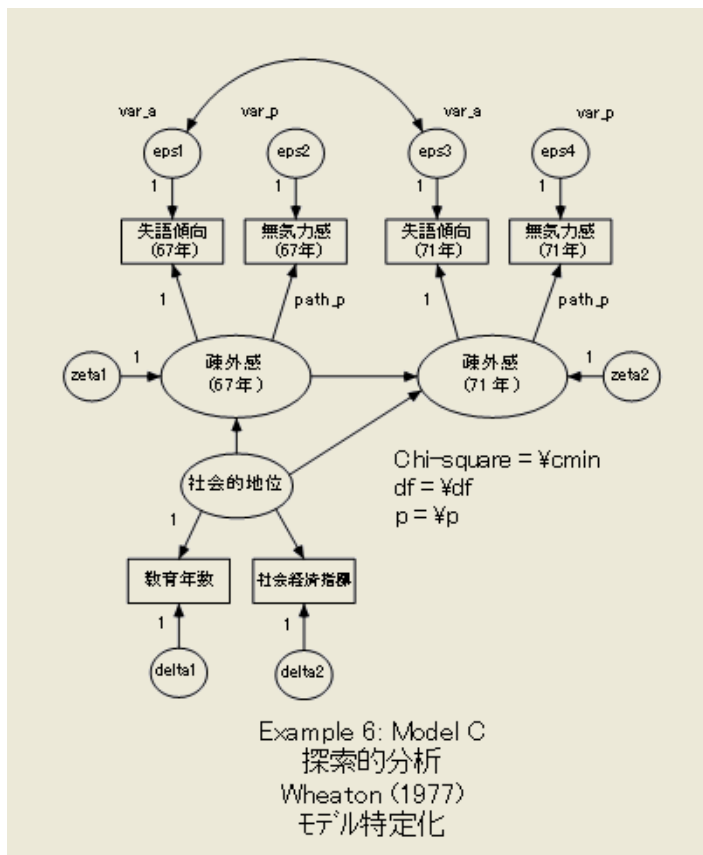 var_a
var_p
var_a
var_p
eps1
eps2
eps3
eps4
1
1
1
1
失語傾向
(67年)
無気力感
(67年)
失語傾向
(71年)
無気力感
(71年)
1
path_p
1
path_p
zeta1
1
疎外感
(67年)
疎外感
(71年)
1
zeta2
社会的地位
Chi-square = ¥cmin
df = ¥df
p = ¥p
1
教育年数
社会経済指標
1
1
delta1
delta2
Example 6: Model C
探索的分析
Wheaton (1977)
モデル特定化